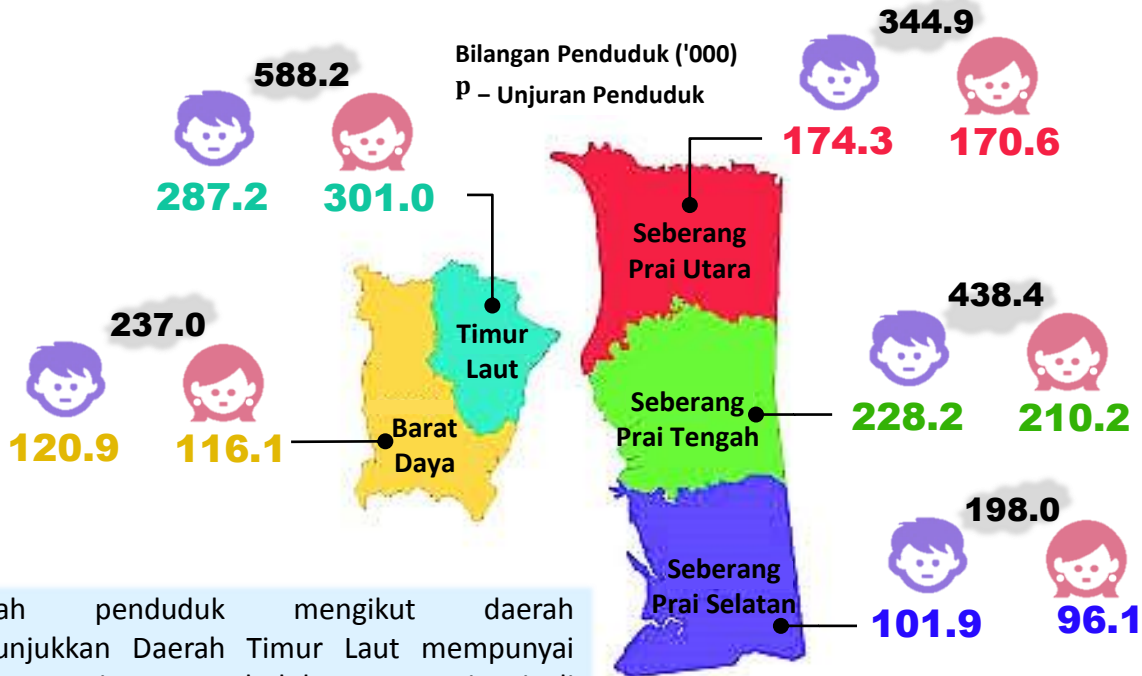 344.9
Bilangan Penduduk ('000)
p – Unjuran Penduduk
588.2
174.3 170.6
287.2 301.0
Seberang
Prai Utara
438.4
237.0
Timur
Laut
Seberang
Prai Tengah
228.2 210.2
120.9 116.1
Barat
Daya
198.0
Seberang
Prai Selatan
101.9 96.1
penduduk mengikut daerah
Daerah Timur Laut mempunyai